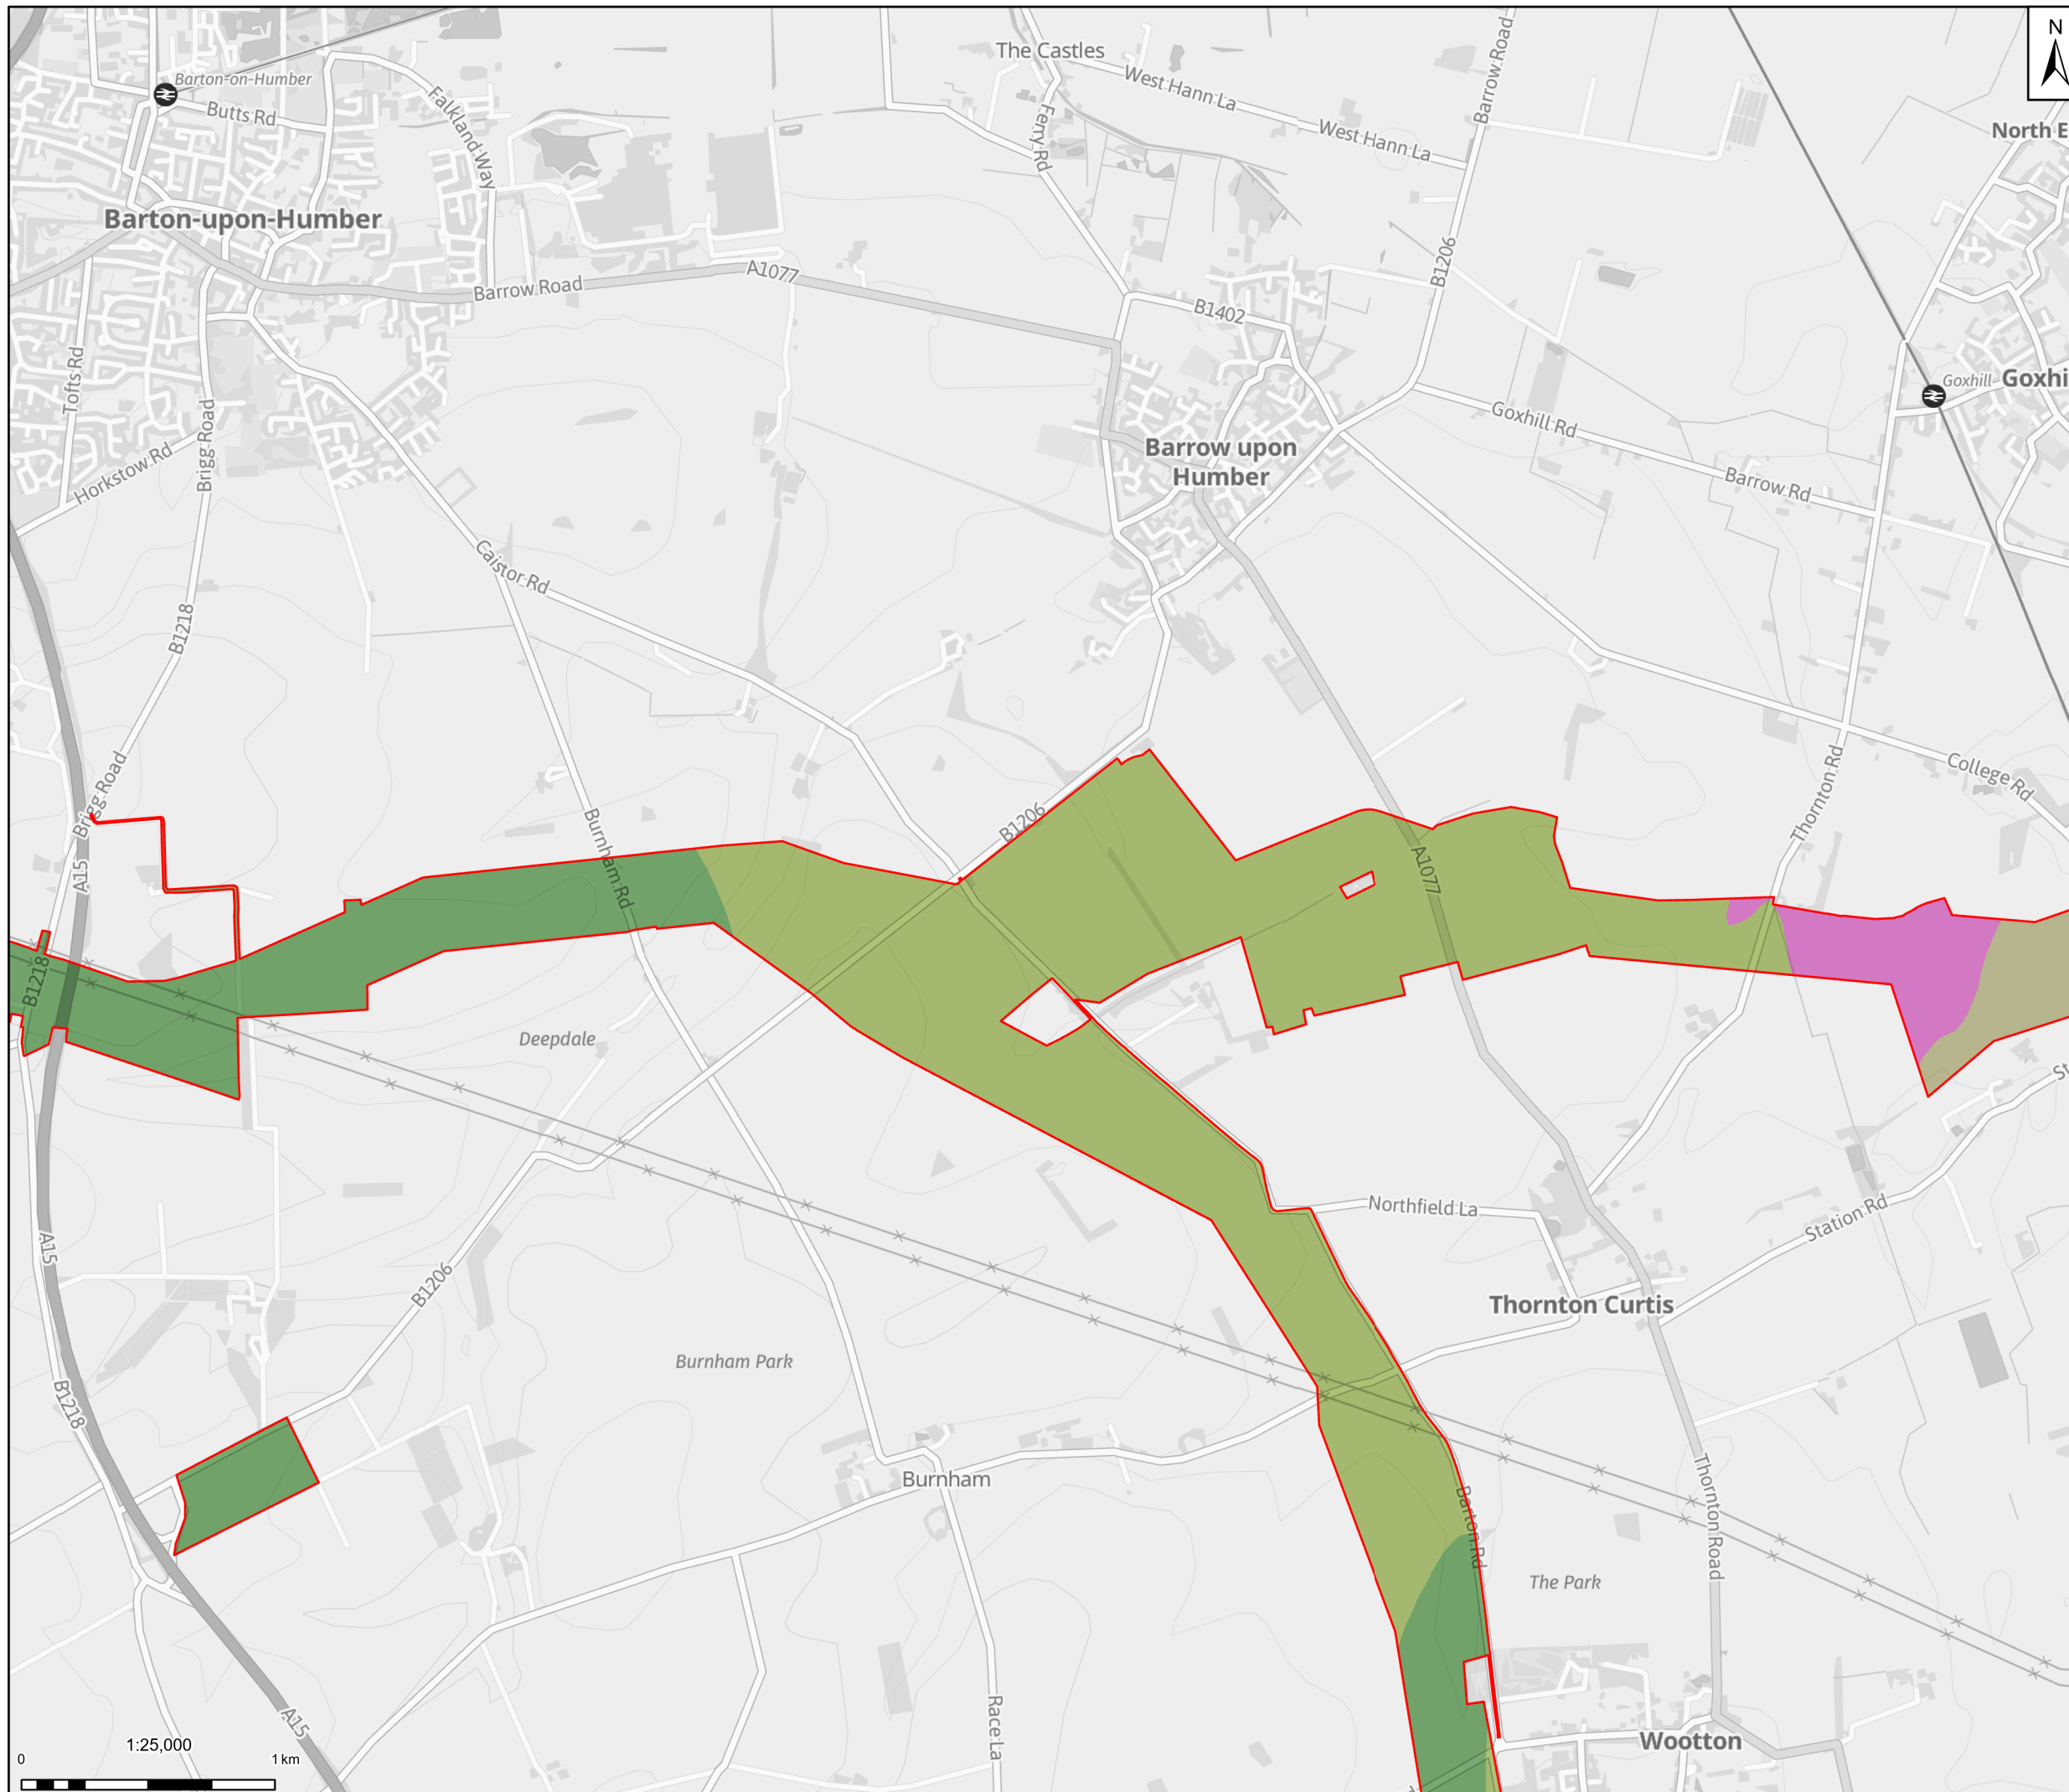 The Castles
N
Barton-on-Humber
West Hann La
Barrow Road
Butts Rd
Falkland Way
Ferry Rd
West Hann La
North E
Barton-upon-Humber
B1206
A1077
Barrow Road
B1402
Tofts Rd
Goxhill
Goxhi
Brigg Road
Goxhill Rd
Barrow upon
Humber
Horkstow Rd
Barrow Rd
Caistor Rd
B1218
Brigg Road
Thornton Rd
College Rd
B1206
Burnham Rd
A15
A1077
B1218
Deepdale
St
Northfield La
Station Rd
A15
B1206
Thornton Curtis
Burnham Park
B1218
Burnham
Barton Rd
Thornton Road
The Park
Race La
A15
Wootton
1:25,000
0
1 km